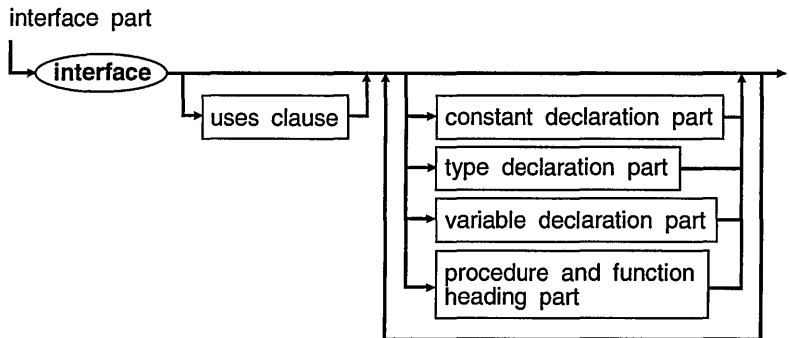 interface part
interface
uses clause
constant declaration part
type declaration part
variable declaration part
procedure and function
heading part